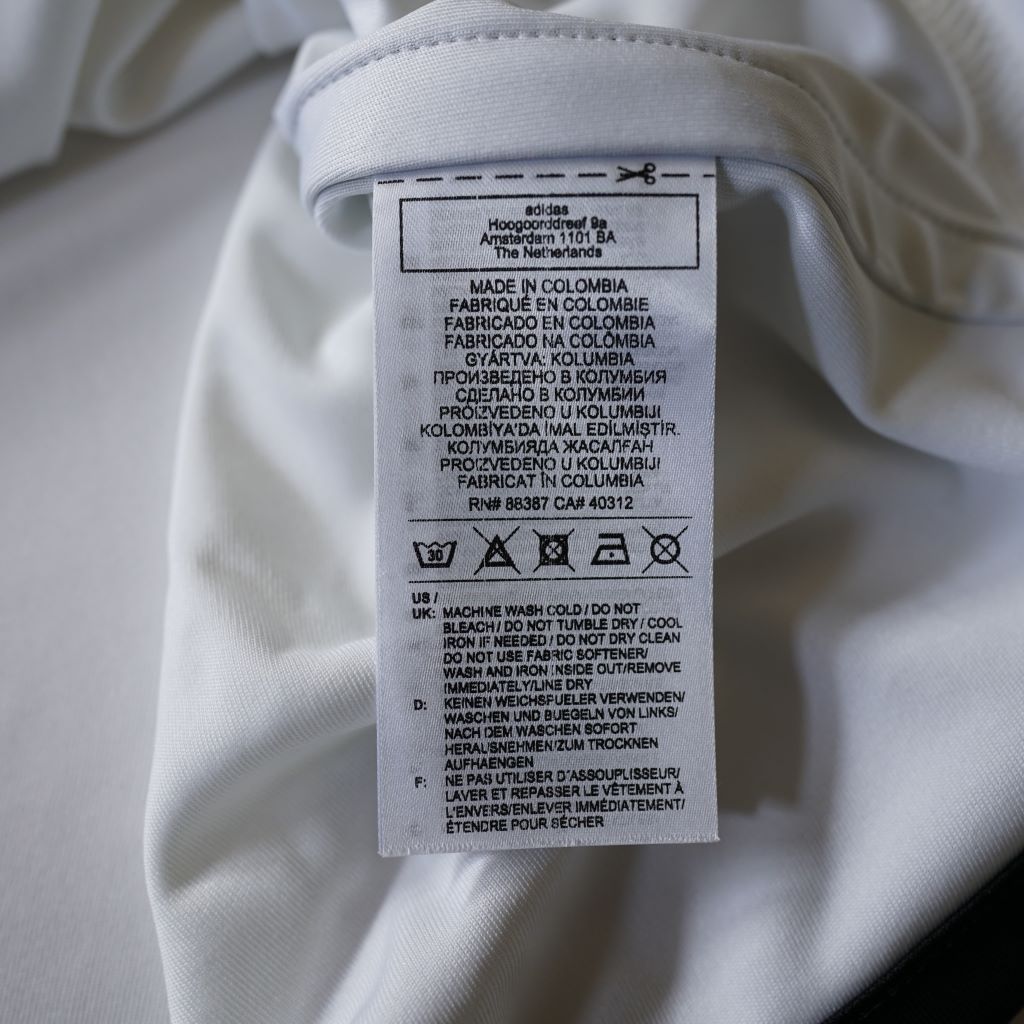 adidas
Hoogoorddreef 9a
Amsterdam 1101 BA
The Netherlands
MADE IN COLOMBIA
FABRIQUÉ EN COLOMBIE
FABRICADO EN COLOMBIA
FABRICADO NA COLÔMBIA
GYÁRTVA: KOLUMBIA
ПРОИЗВЕДЕНО В КОЛУМБИЯ
СДЕЛАНО В КОЛУМБИИ
PROIZVEDENO U KOLUMBIJI
KOLOMBİYA'DA İMAL EDİLMİŞTİR.
КОЛУМБИЯДА ЖАСАЛҒАН
PROIZVEDENO U KOLUMBIJI
FABRICAT ÎN COLUMBIA
RN# 88387 CA# 40312
30
US /
UK: MACHINE WASH COLD / DO NOT
BLEACH / DO NOT TUMBLE DRY / COOL
IRON IF NEEDED / DO NOT DRY CLEAN
DO NOT USE FABRIC SOFTENER/
WASH AND IRON INSIDE OUT/REMOVE
IMMEDIATELY/LINE DRY
D: KEINEN WEICHSPUELER VERWENDEN/
WASCHEN UND BUEGELN VON LINKS/
NACH DEM WASCHEN SOFORT
HERAUSNEHMEN/ZUM TROCKNEN
AUFHAENGEN
F: NE PAS UTILISER D'ASSOUPLISSEUR/
LAVER ET REPASSER LE VÊTEMENT À
L'ENVERS/ENLEVER IMMÉDIATEMENT/
ÉTENDRE POUR SÉCHER